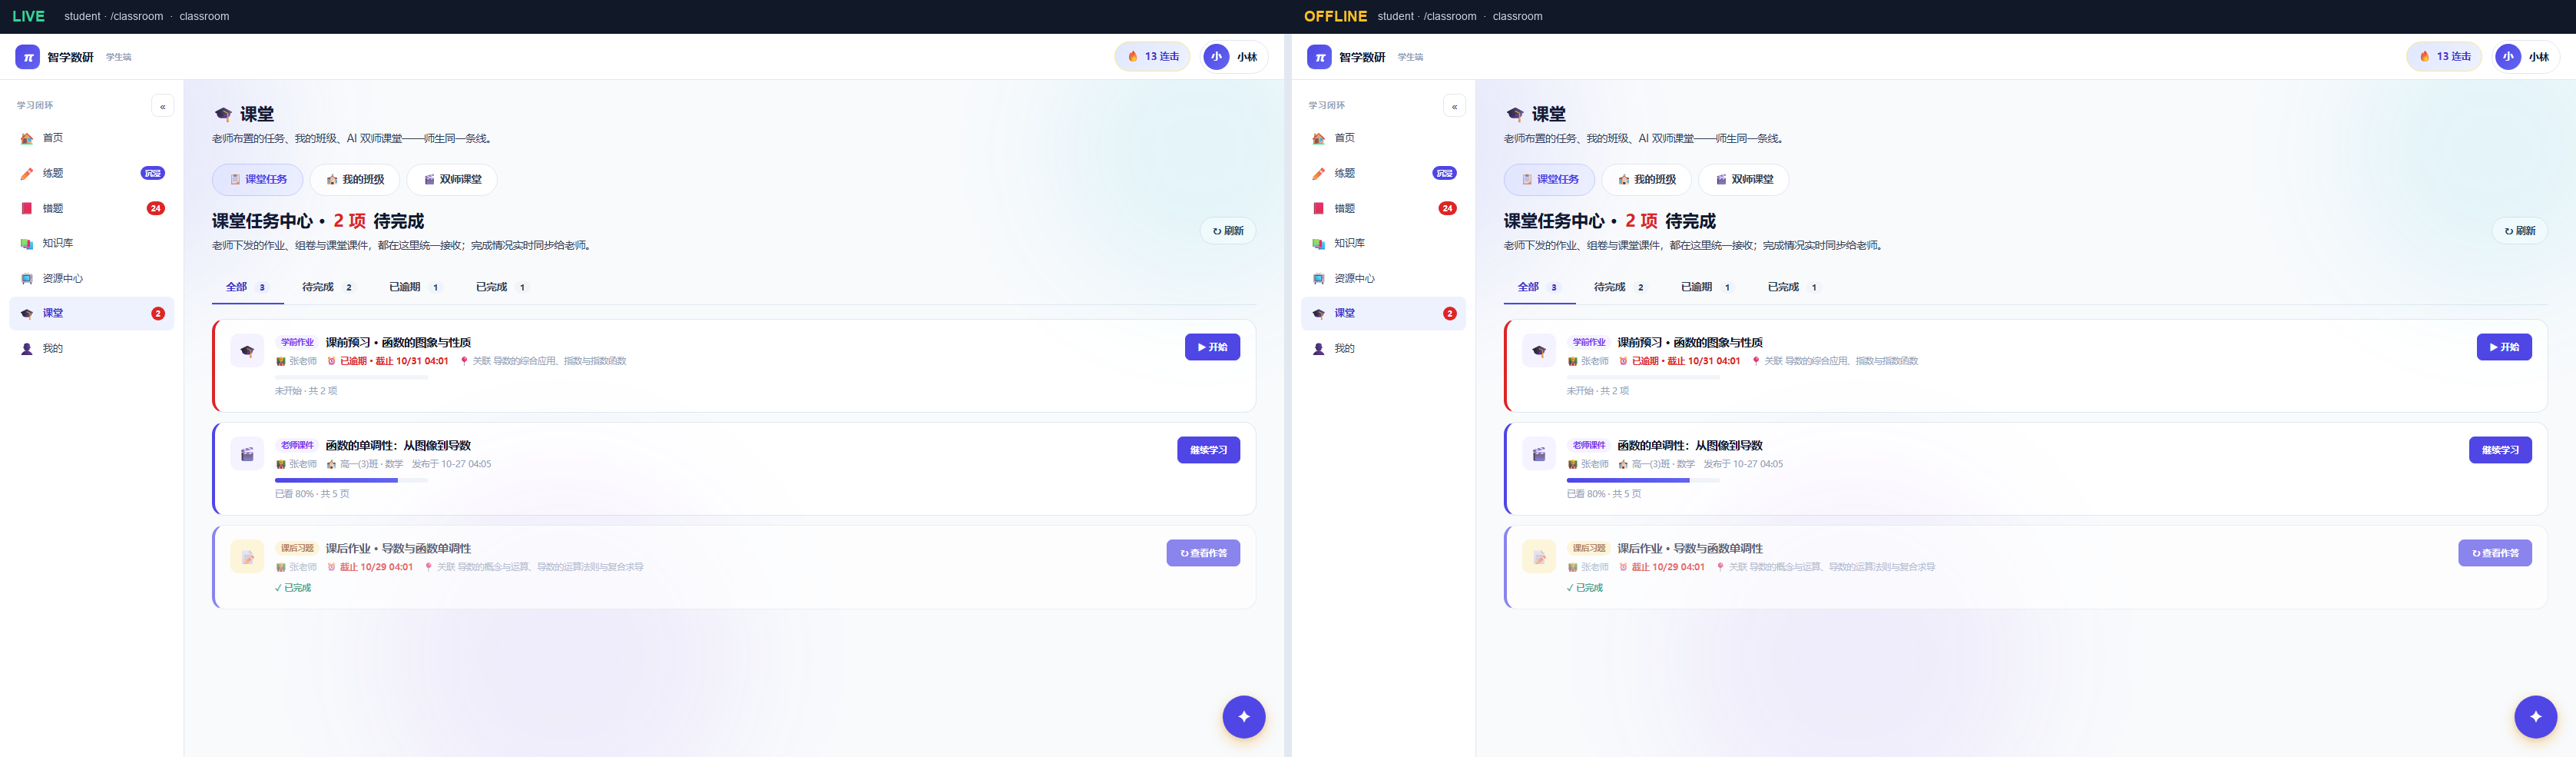 LIVE student · /classroom · classroom
π 智学数研 学生端
🔥 13 连击
小 小林
学习闭环 «
首页
练题 沉浸
错题 24
知识库
资源中心
课堂 2
我的
🎓 课堂
老师布置的任务、我的班级、AI 双师课堂——师生同一条线。
课堂任务 我的班级 双师课堂
课堂任务中心 • 2 项 待完成
老师下发的作业、组卷与课堂课件，都在这里统一接收；完成情况实时同步给老师。
↻ 刷新
全部 3 待完成 2 已逾期 1 已完成 1
学前作业 课前预习 • 函数的图象与性质
张老师 已逾期 • 截止 10/31 04:01 关联 导数的综合应用、指数与指数函数
未开始 · 共 2 项
▶ 开始
老师课件 函数的单调性：从图像到导数
张老师 高一(3)班 · 数学 发布于 10-27 04:05
已看 80% · 共 5 页
继续学习
课后习题 课后作业 • 导数与函数单调性
张老师 截止 10/29 04:01 关联 导数的概念与运算、导数的运算法则与复合求导
✓ 已完成
↻ 查看作答
OFFLINE student · /classroom · classroom
π 智学数研 学生端
🔥 13 连击
小 小林
学习闭环 «
首页
练题 沉浸
错题 24
知识库
资源中心
课堂 2
我的
🎓 课堂
老师布置的任务、我的班级、AI 双师课堂——师生同一条线。
课堂任务 我的班级 双师课堂
课堂任务中心 • 2 项 待完成
老师下发的作业、组卷与课堂课件，都在这里统一接收；完成情况实时同步给老师。
↻ 刷新
全部 3 待完成 2 已逾期 1 已完成 1
学前作业 课前预习 • 函数的图象与性质
张老师 已逾期 • 截止 10/31 04:01 关联 导数的综合应用、指数与指数函数
未开始 · 共 2 项
▶ 开始
老师课件 函数的单调性：从图像到导数
张老师 高一(3)班 · 数学 发布于 10-27 04:05
已看 80% · 共 5 页
继续学习
课后习题 课后作业 • 导数与函数单调性
张老师 截止 10/29 04:01 关联 导数的概念与运算、导数的运算法则与复合求导
✓ 已完成
↻ 查看作答